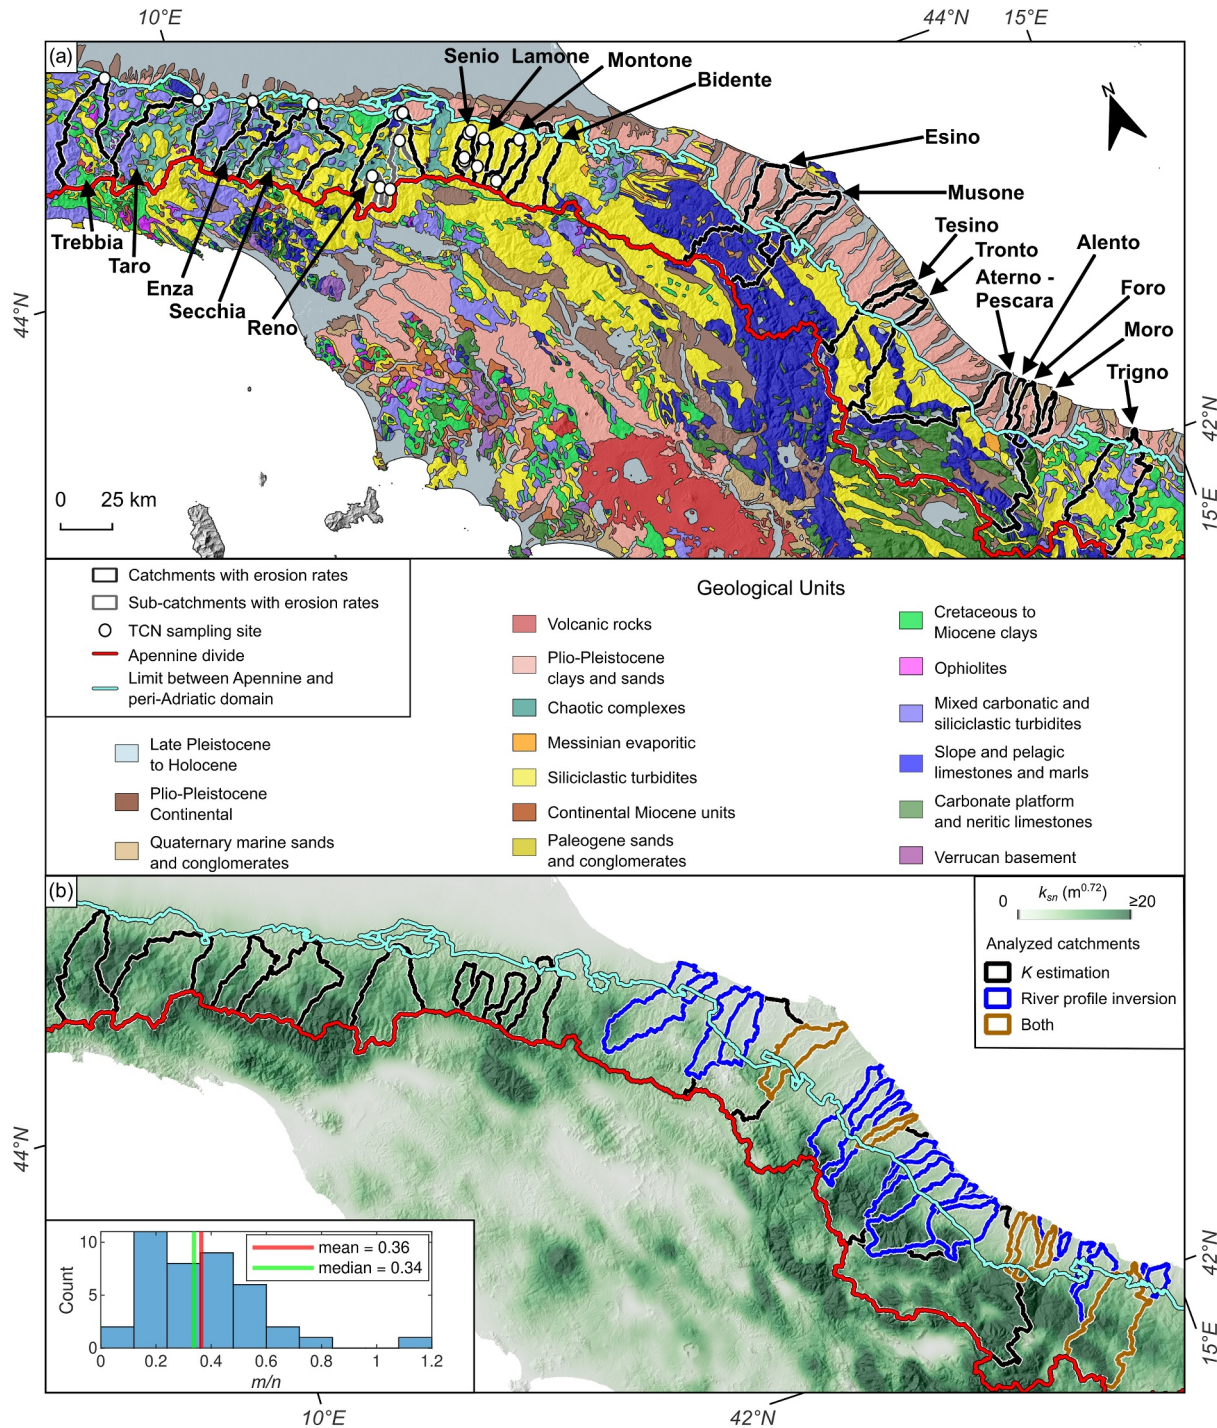 10°E
44°N
15°E
(a)
Senio
Lamone
Montone
Bidente
N
Esino
Musone
Tesino
Tronto
Alento
Aterno -
Pescara
Foro
Moro
Trigno
Trebbia
Taro
Enza
Secchia
Reno
44°N
42°N
15°E
0 25 km
Catchments with erosion rates
Sub-catchments with erosion rates
TCN sampling site
Apennine divide
Limit between Apennine and
peri-Adriatic domain
Geological Units
Late Pleistocene
to Holocene
Plio-Pleistocene
Continental
Quaternary marine sands
and conglomerates
Volcanic rocks
Plio-Pleistocene
clays and sands
Chaotic complexes
Messinian evaporitic
Siliciclastic turbidites
Continental Miocene units
Paleogene sands
and conglomerates
Cretaceous to
Miocene clays
Ophiolites
Mixed carbonatic and
siliciclastic turbidites
Slope and pelagic
limestones and marls
Carbonate platform
and neritic limestones
Verrucan basement
(b)
ksn (m^0.72)
0 ≥20
Analyzed catchments
K estimation
River profile inversion
Both
44°N
42°N
15°E
10
5
0
Count
mean = 0.36
median = 0.34
0 0.2 0.4 0.6 0.8 1 1.2
m/n
10°E
42°N